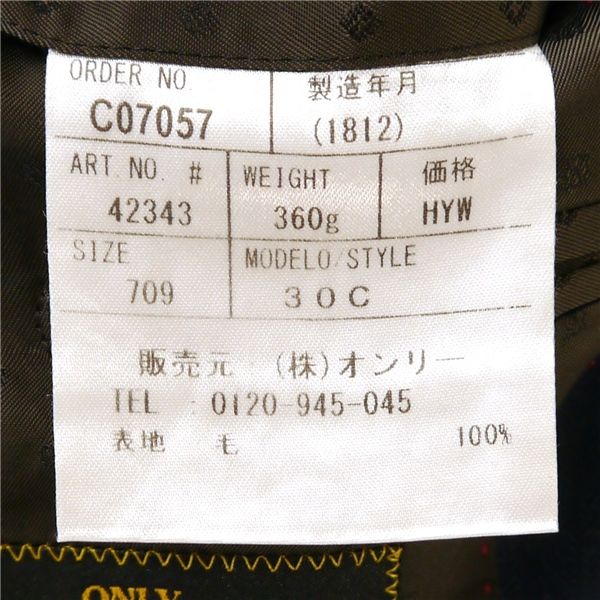 ORDER NO 製造年月
C07057 (1812)
ART.NO. # WEIGHT 価格
42343 360g HYW
SIZE MODELO/STYLE
709 30C
販売元 : (株)オンリー
TEL : 0120-945-045
表地 毛 100%
ONLY